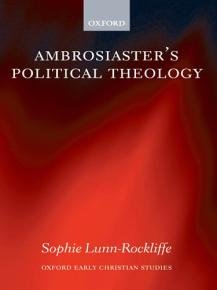 OXFORD
AMBROSIASTER'S
POLITICAL THEOLOGY
Sophie Lunn-Rockliffe
OXFORD EARLY CHRISTIAN STUDIES